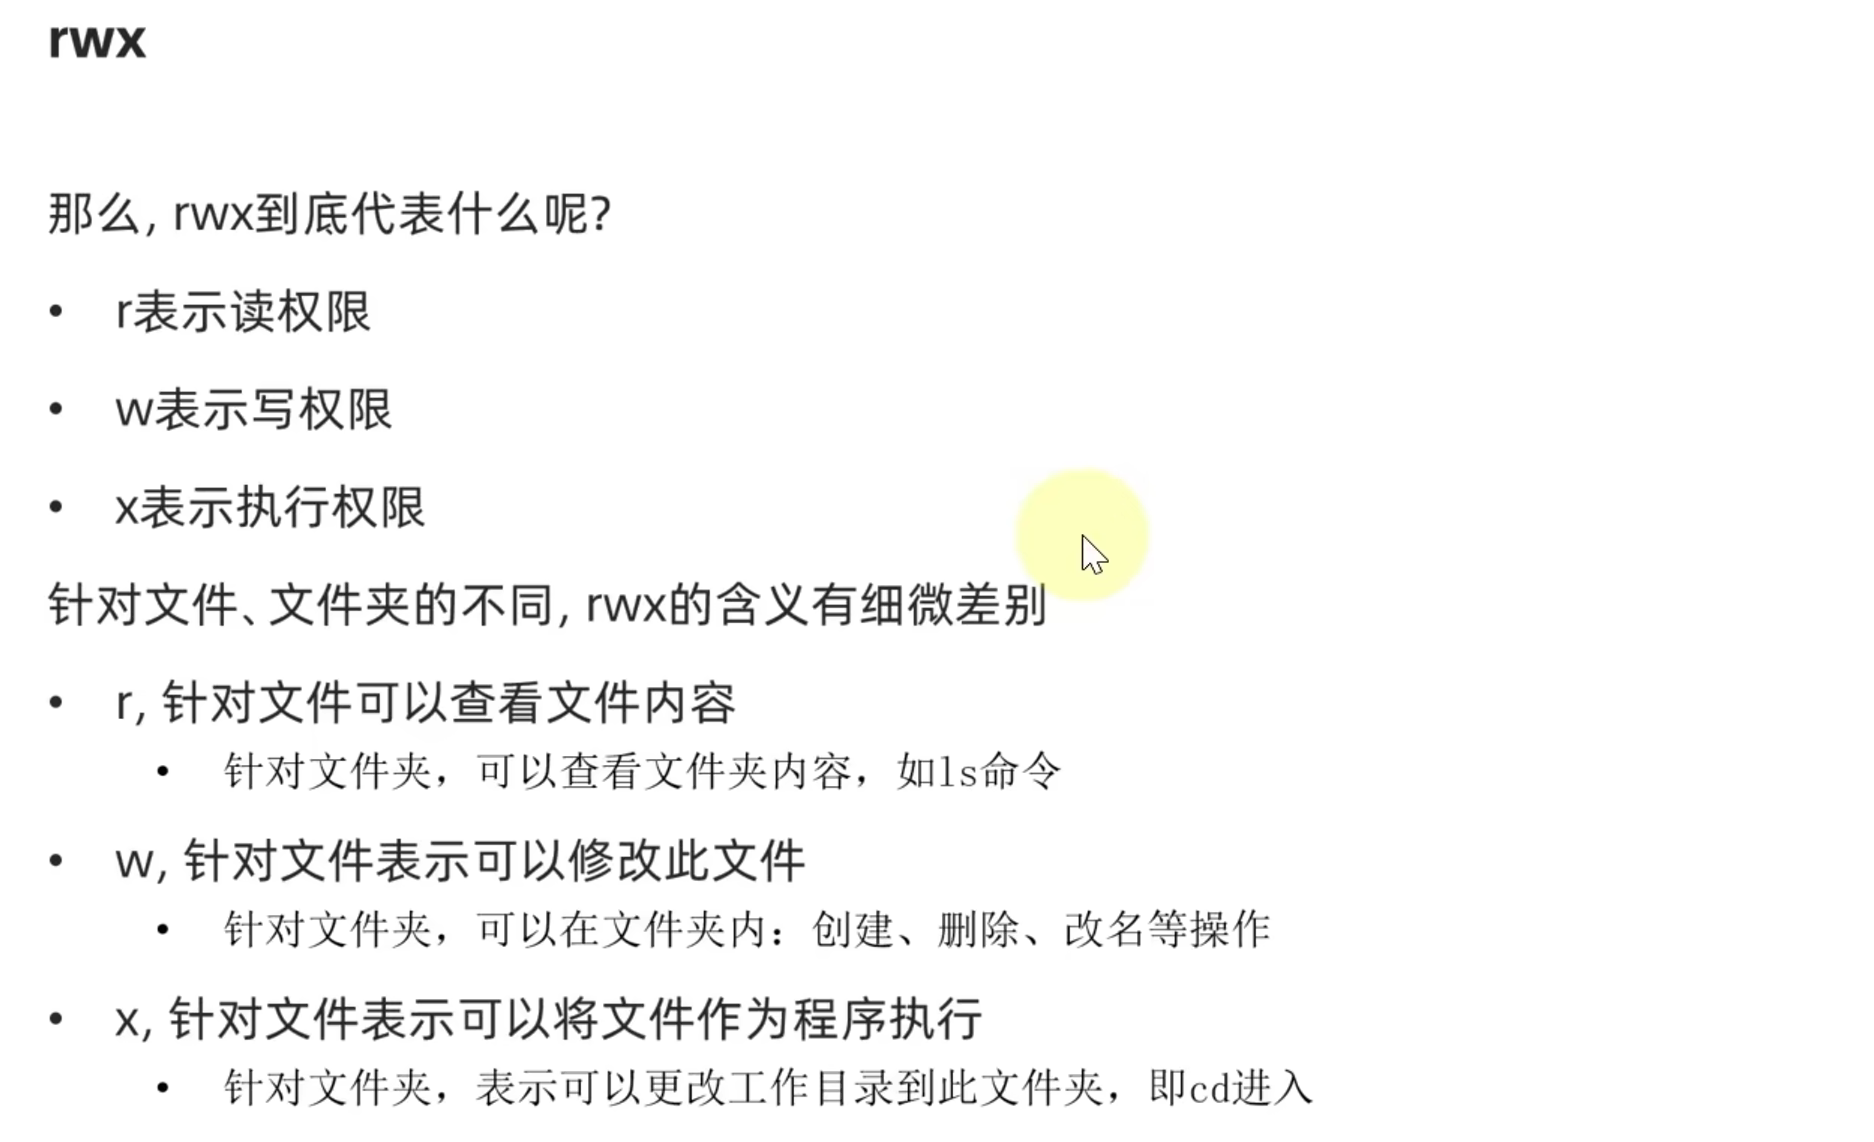 rwx
那么, rwx到底代表什么呢?
• r表示读权限
• w表示写权限
• x表示执行权限
针对文件、文件夹的不同, rwx的含义有细微差别
• r, 针对文件可以查看文件内容
• 针对文件夹，可以查看文件夹内容，如ls命令
• w, 针对文件表示可以修改此文件
• 针对文件夹，可以在文件夹内：创建、删除、改名等操作
• x, 针对文件表示可以将文件作为程序执行
• 针对文件夹，表示可以更改工作目录到此文件夹，即cd进入